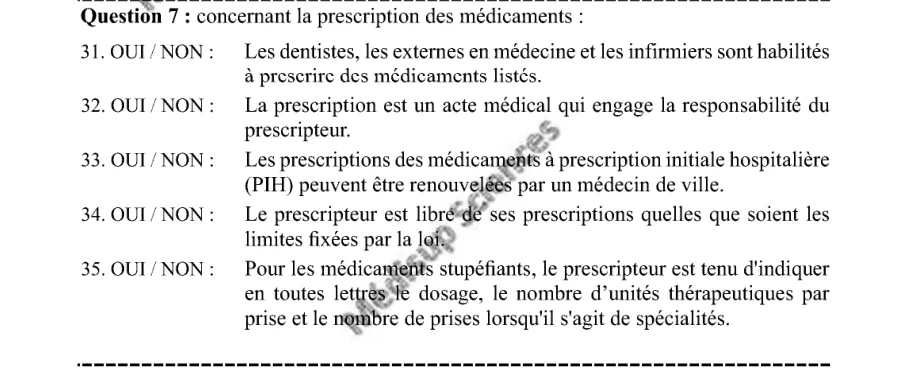 Question 7 : concernant la prescription des médicaments :
31. OUI / NON : Les dentistes, les externes en médecine et les infirmiers sont habilités
à prescrire des médicaments listés.
32. OUI / NON : La prescription est un acte médical qui engage la responsabilité du
prescripteur.
33. OUI / NON : Les prescriptions des médicaments à prescription initiale hospitalière
(PIH) peuvent être renouvelées par un médecin de ville.
34. OUI / NON : Le prescripteur est libre de ses prescriptions quelles que soient les
limites fixées par la loi.
35. OUI / NON : Pour les médicaments stupéfiants, le prescripteur est tenu d'indiquer
en toutes lettres le dosage, le nombre d’unités thérapeutiques par
prise et le nombre de prises lorsqu'il s'agit de spécialités.
Médisup Sciences